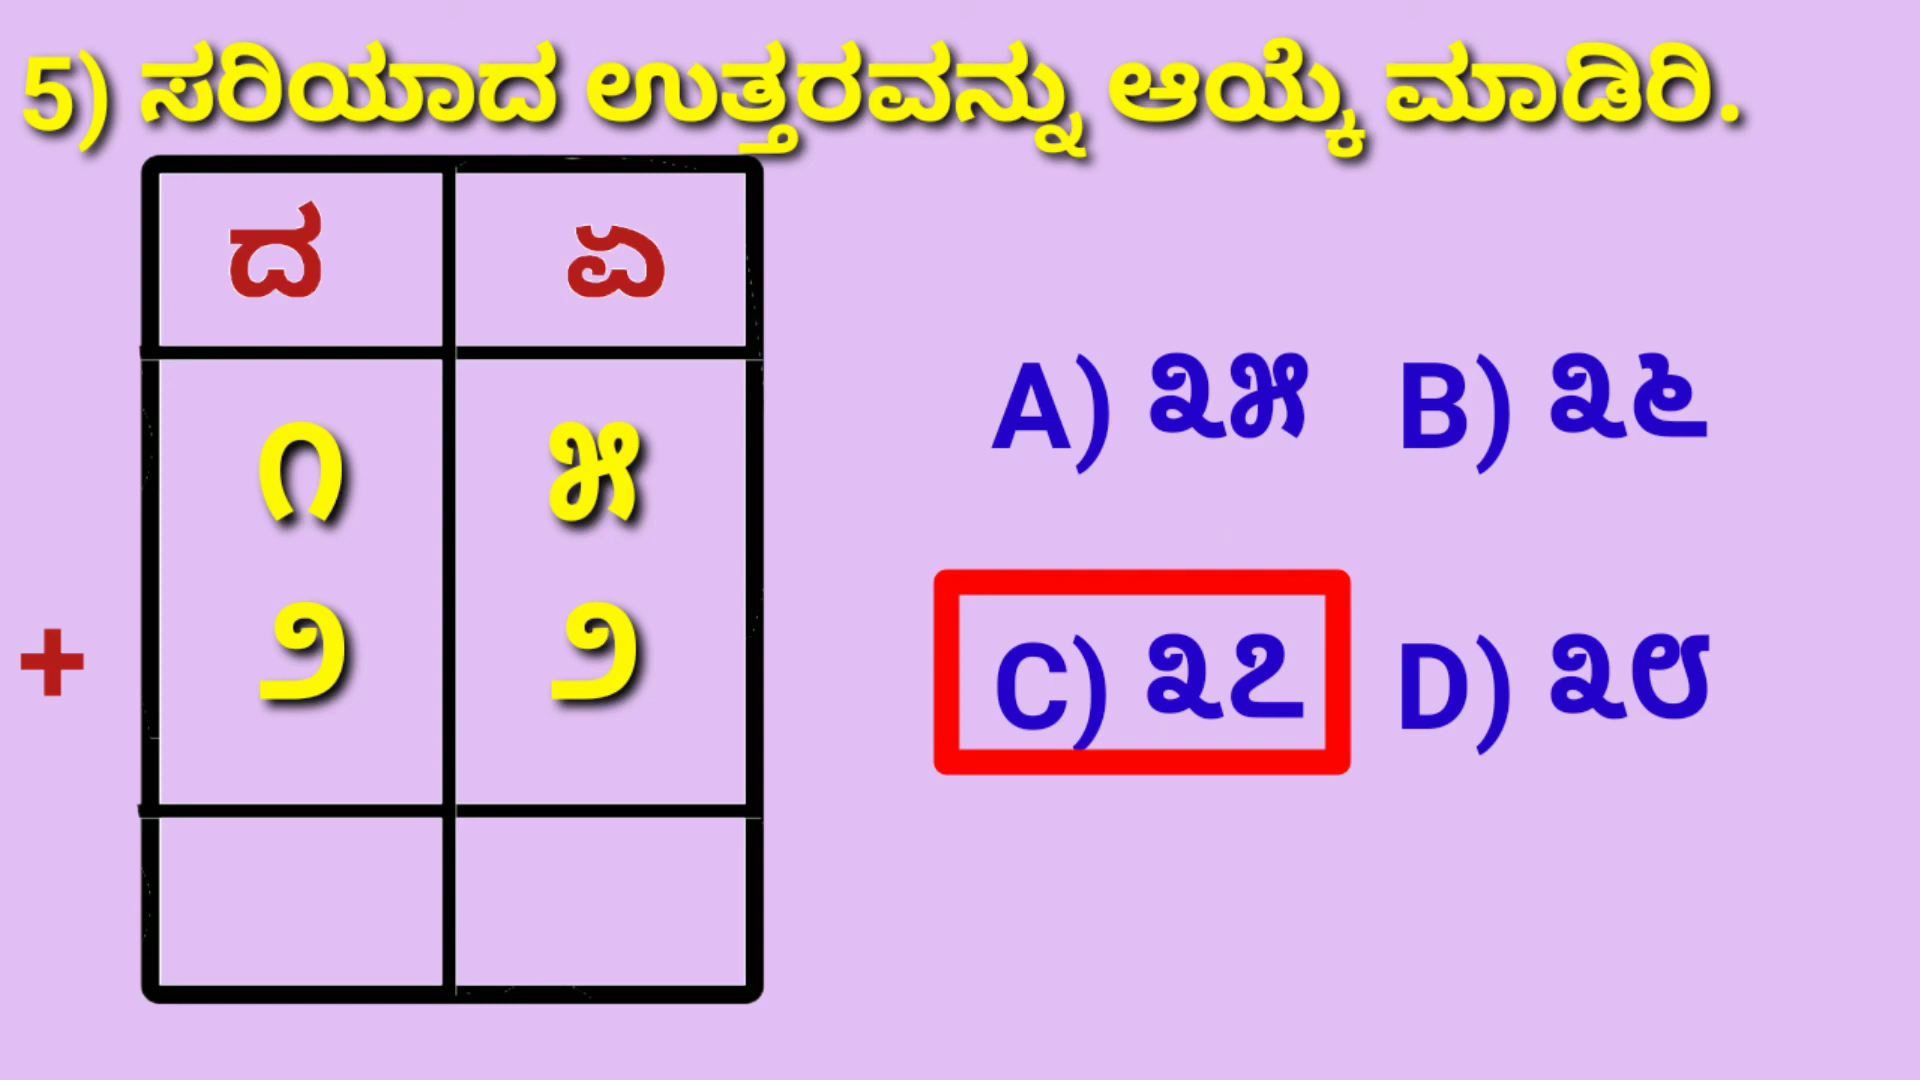 5) ಸರಿಯಾದ ಉತ್ತರವನ್ನು ಆಯ್ಕೆ ಮಾಡಿರಿ.
ದ ಏ
೧ ೫
+ ೨ ೨
A) ೩೫ B) ೩೬
C) ೩೭ D) ೩೮